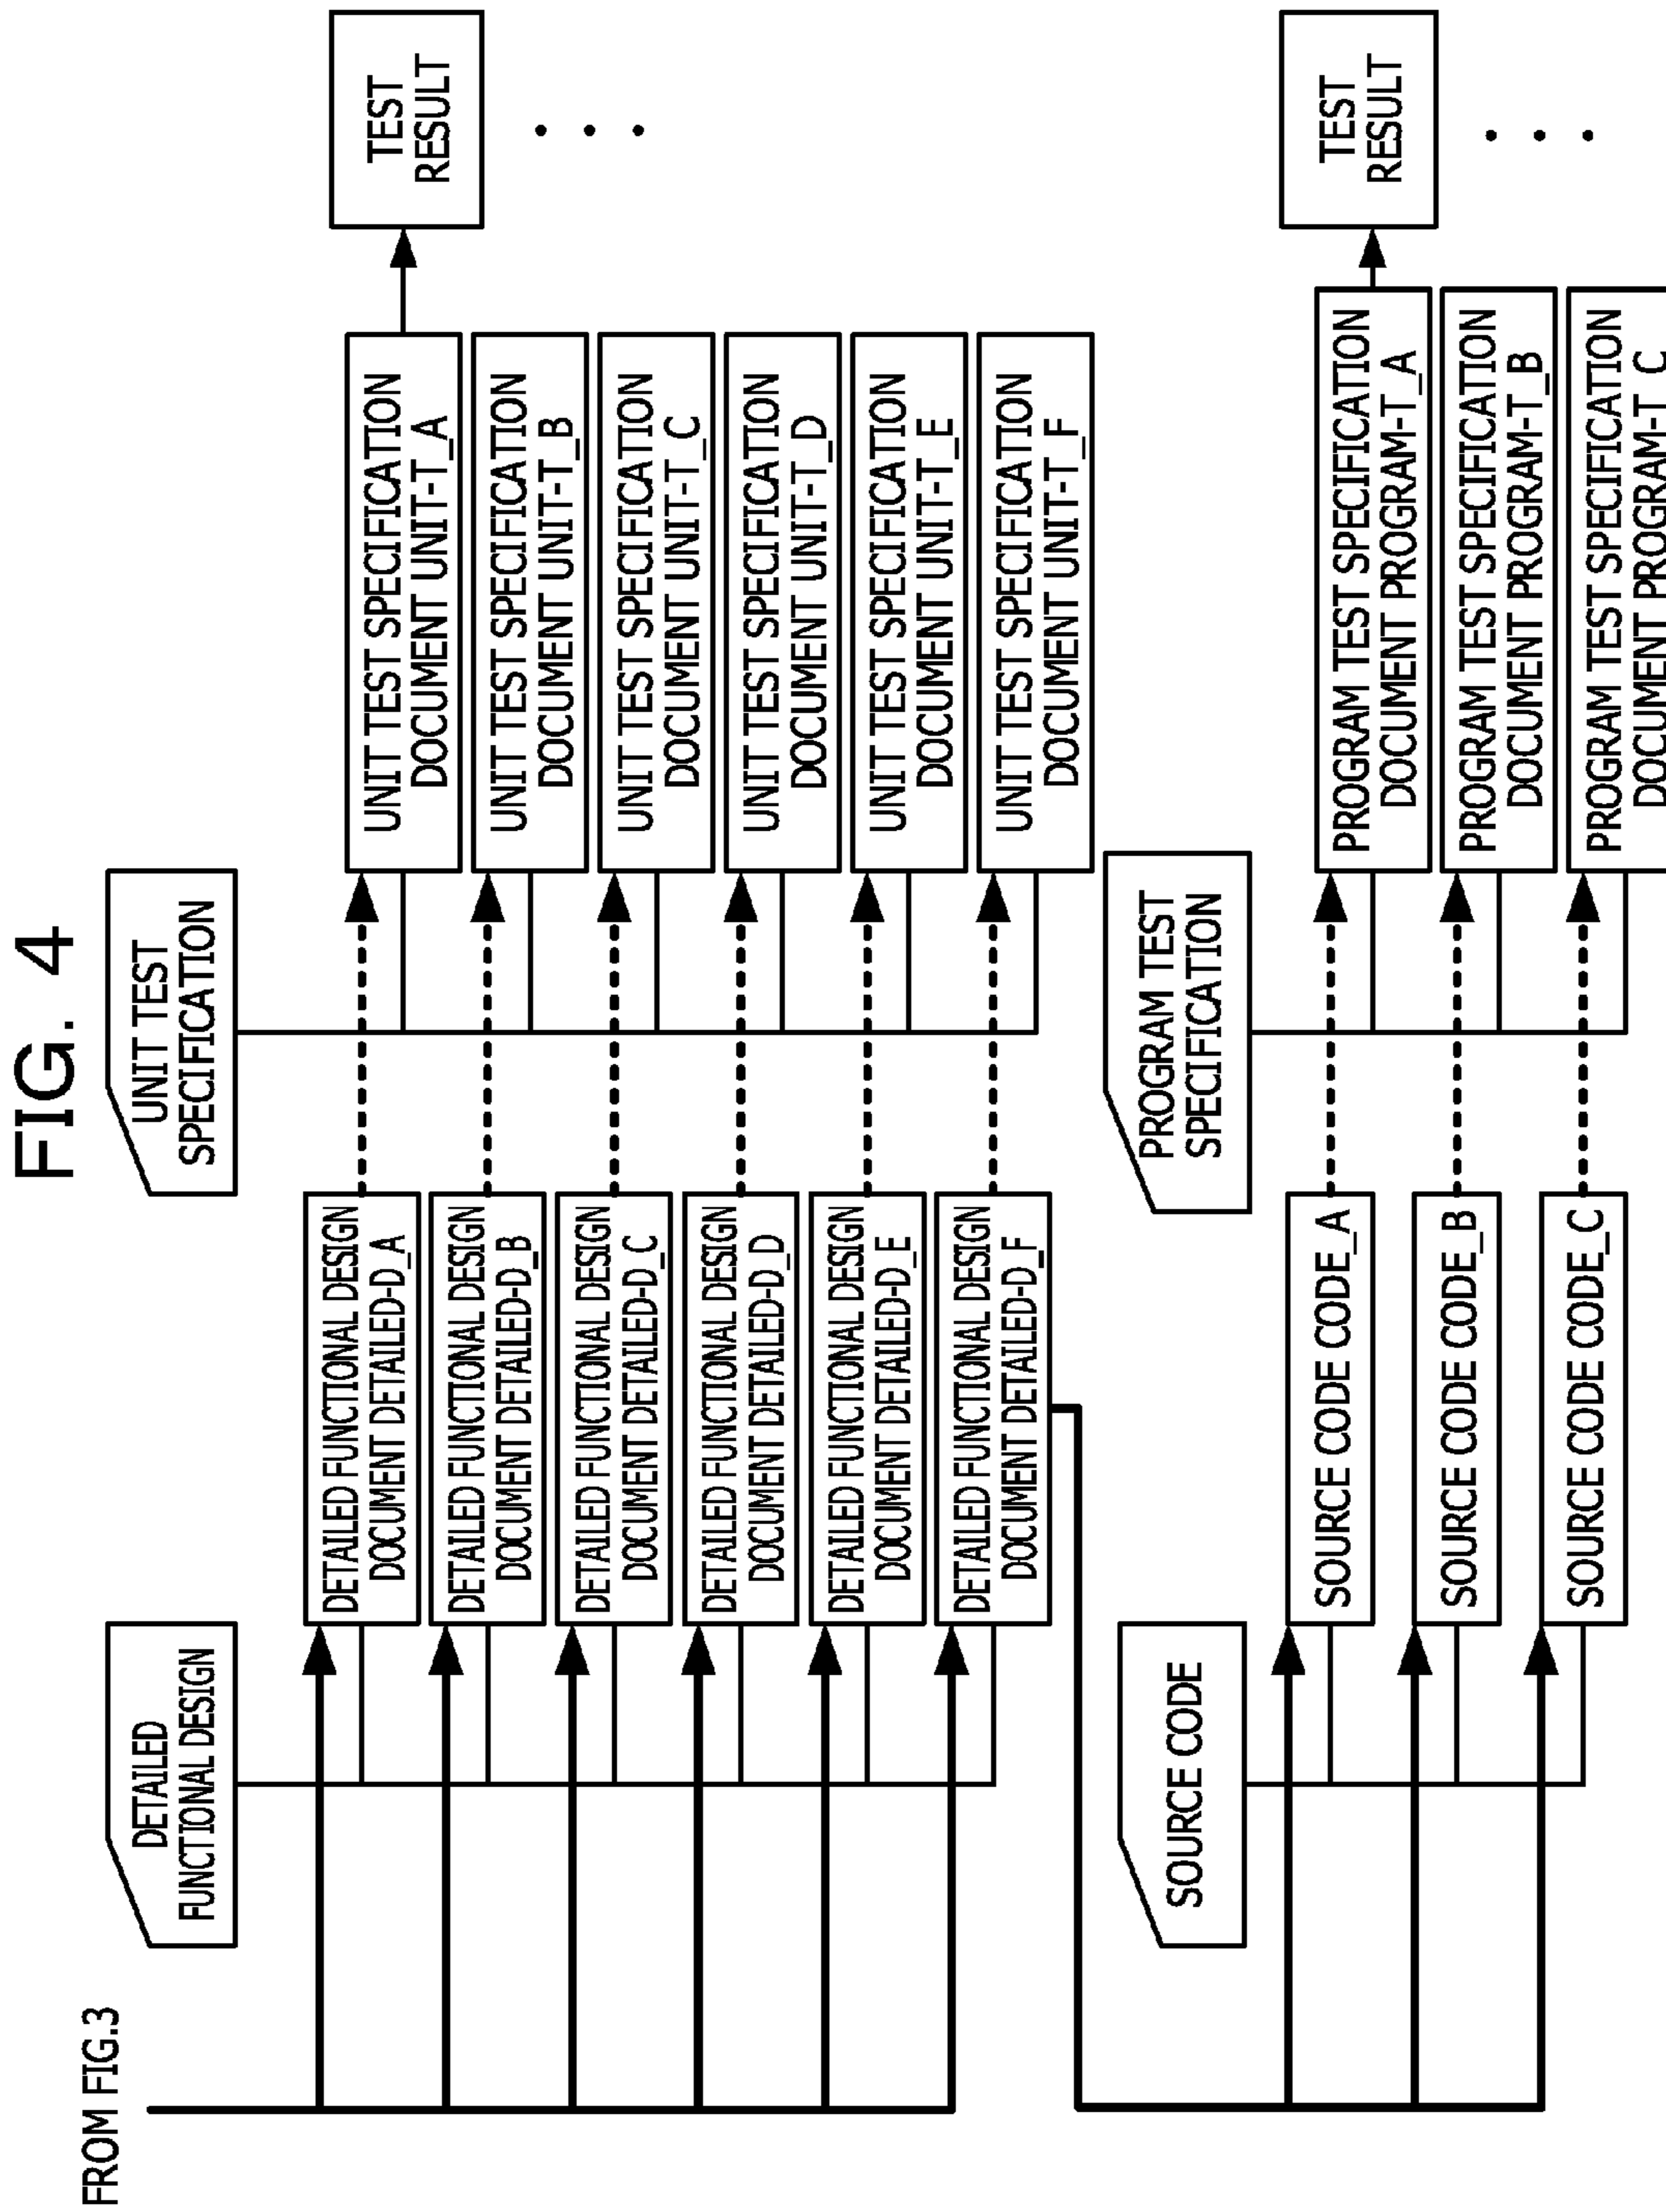 FIG. 4
FROM FIG.3
DETAILED
FUNCTIONAL DESIGN
UNIT TEST
SPECIFICATION
DETAILED FUNCTIONAL DESIGN
DOCUMENT DETAILED-D_A
UNIT TEST SPECIFICATION
DOCUMENT UNIT-T_A
TEST
RESULT
DETAILED FUNCTIONAL DESIGN
DOCUMENT DETAILED-D_B
UNIT TEST SPECIFICATION
DOCUMENT UNIT-T_B
. . .
DETAILED FUNCTIONAL DESIGN
DOCUMENT DETAILED-D_C
UNIT TEST SPECIFICATION
DOCUMENT UNIT-T_C
DETAILED FUNCTIONAL DESIGN
DOCUMENT DETAILED-D_D
UNIT TEST SPECIFICATION
DOCUMENT UNIT-T_D
DETAILED FUNCTIONAL DESIGN
DOCUMENT DETAILED-D_E
UNIT TEST SPECIFICATION
DOCUMENT UNIT-T_E
DETAILED FUNCTIONAL DESIGN
DOCUMENT DETAILED-D_F
UNIT TEST SPECIFICATION
DOCUMENT UNIT-T_F
SOURCE CODE
PROGRAM TEST
SPECIFICATION
SOURCE CODE_A
PROGRAM TEST SPECIFICATION
DOCUMENT PROGRAM-T_A
TEST
RESULT
SOURCE CODE_B
PROGRAM TEST SPECIFICATION
DOCUMENT PROGRAM-T_B
. . .
SOURCE CODE_C
PROGRAM TEST SPECIFICATION
DOCUMENT PROGRAM-T_C